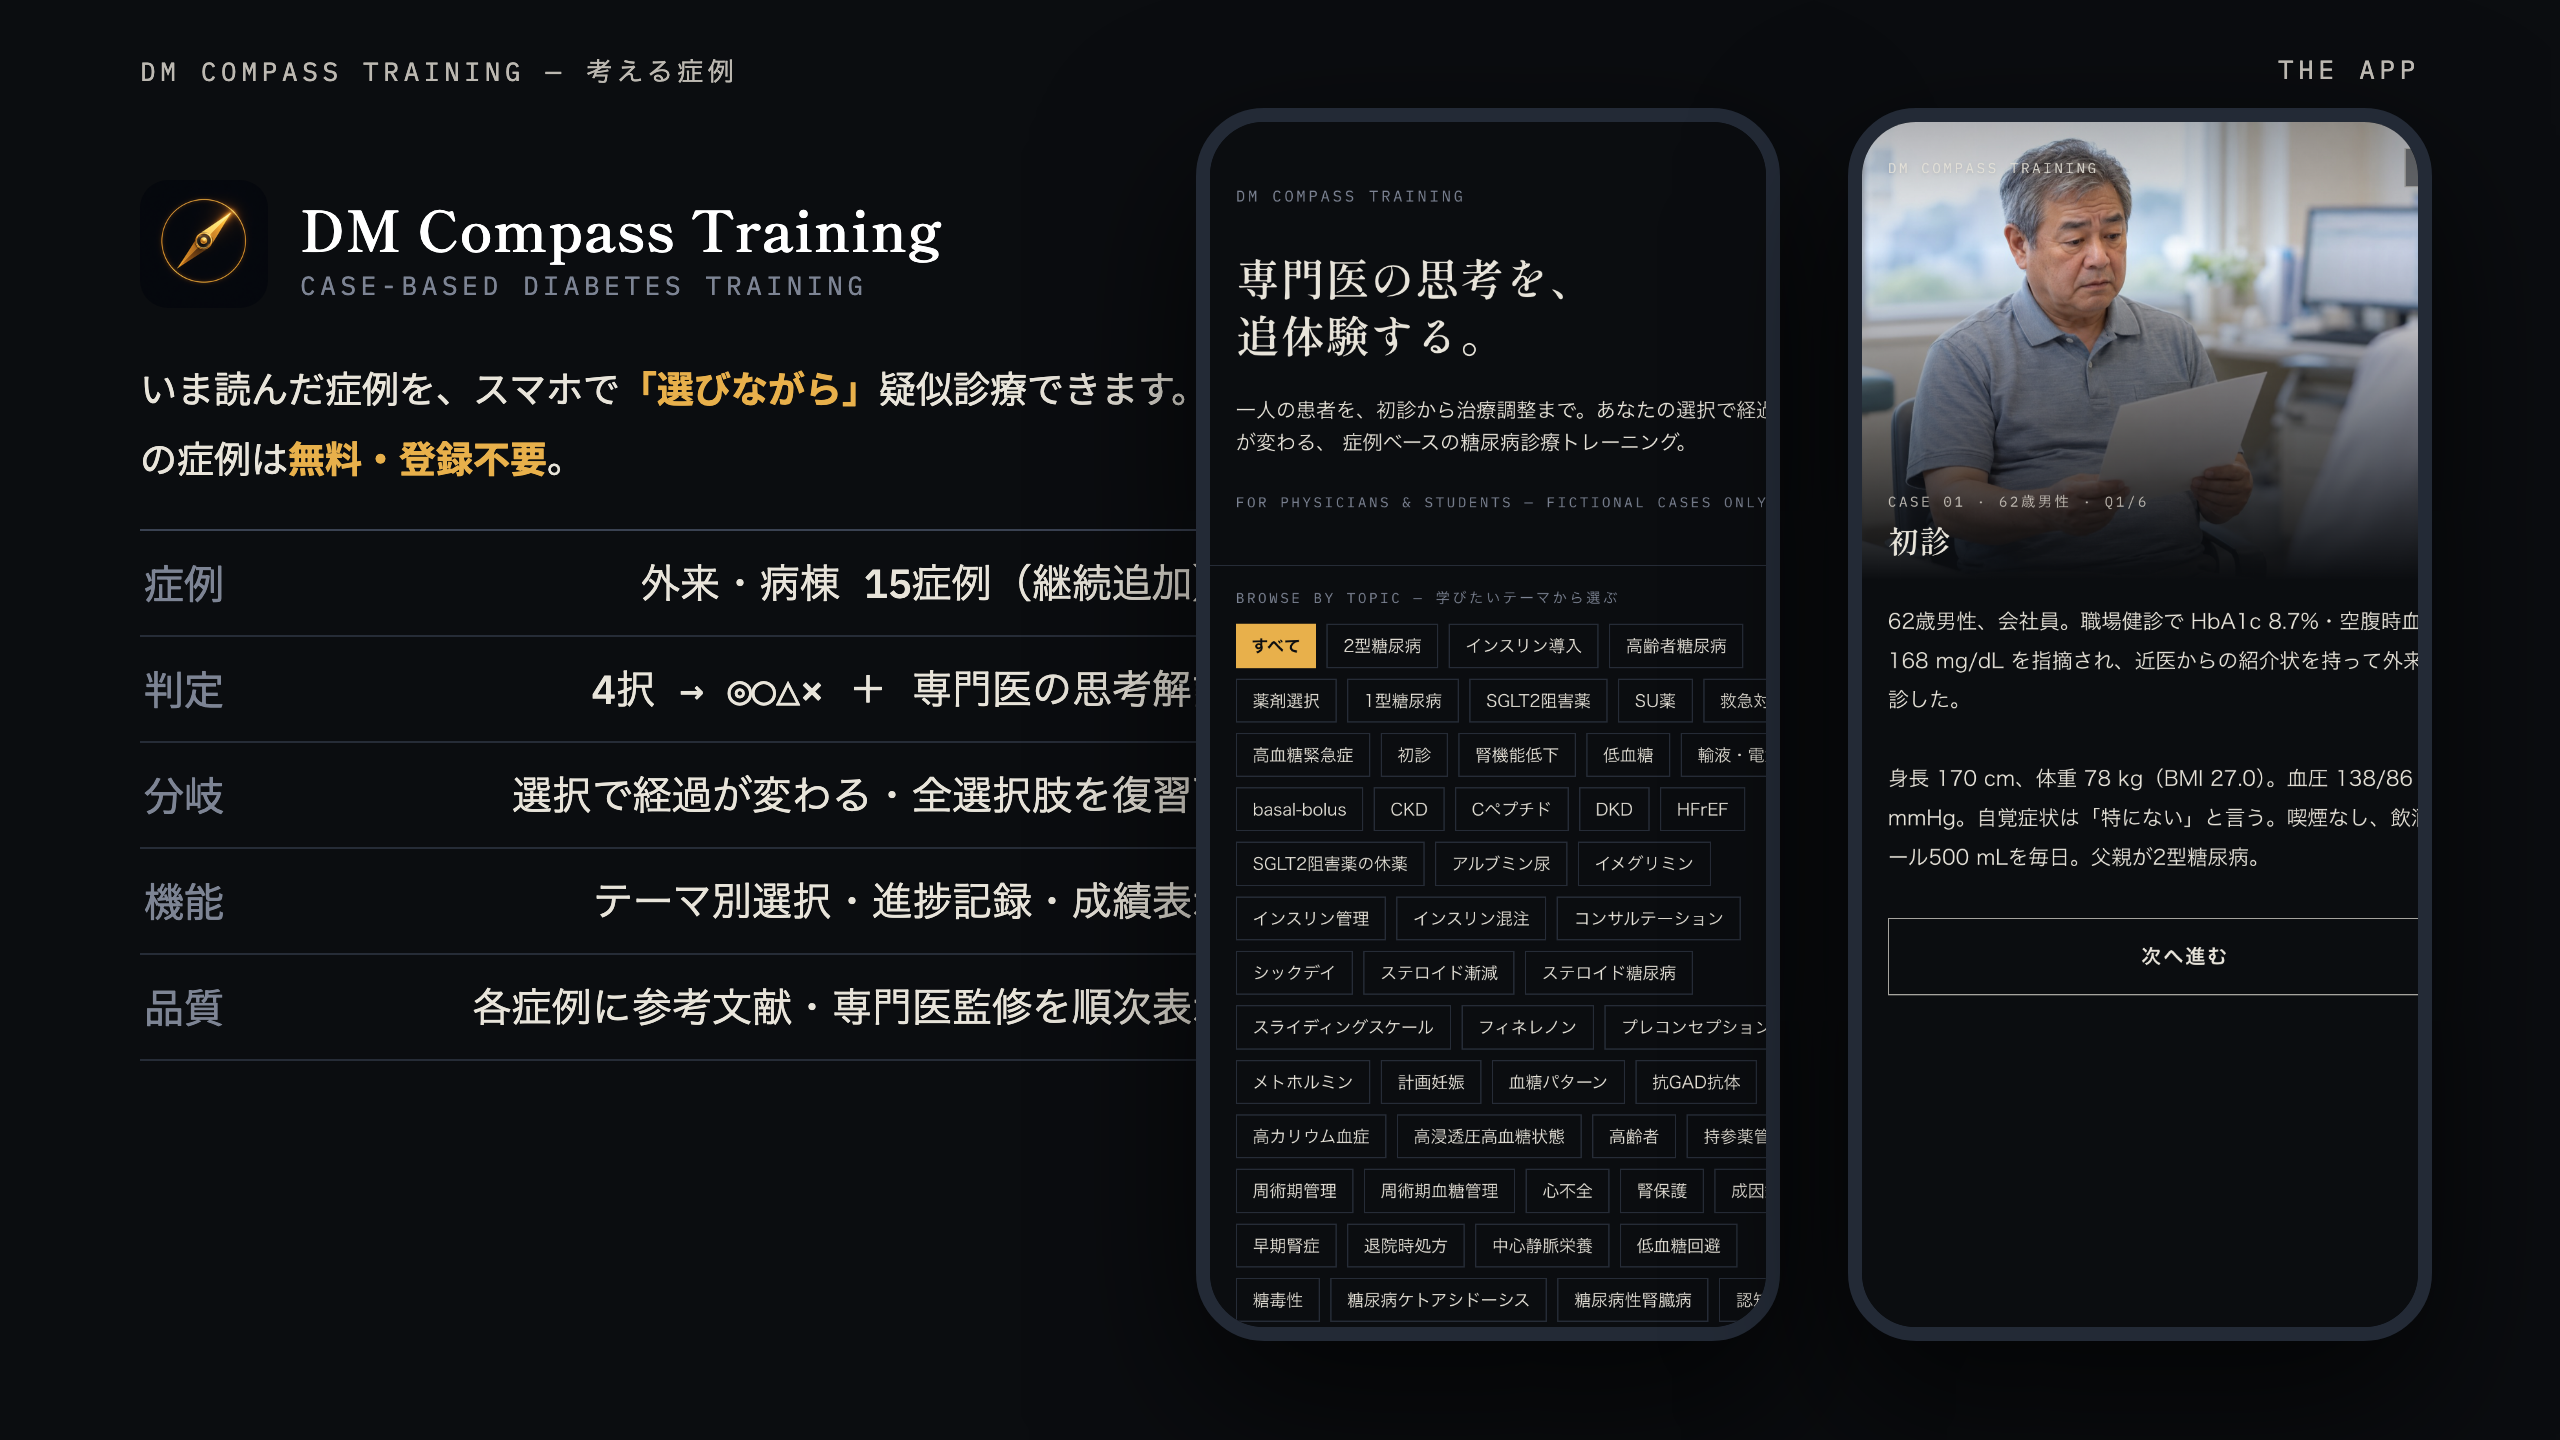 DM COMPASS TRAINING — 考える症例
THE APP
DM Compass Training
CASE-BASED DIABETES TRAINING
いま読んだ症例を、スマホで「選びながら」疑似診療できます。
の症例は無料・登録不要。
症例
外来・病棟 15症例（継続追加）
判定
4択 → ◎○△× ＋ 専門医の思考解
分岐
選択で経過が変わる・全選択肢を復習
機能
テーマ別選択・進捗記録・成績表
品質
各症例に参考文献・専門医監修を順次表
DM COMPASS TRAINING
専門医の思考を、
追体験する。
一人の患者を、初診から治療調整まで。あなたの選択で経過
が変わる、 症例ベースの糖尿病診療トレーニング。
FOR PHYSICIANS & STUDENTS — FICTIONAL CASES ONLY
BROWSE BY TOPIC — 学びたいテーマから選ぶ
すべて 2型糖尿病 インスリン導入 高齢者糖尿病
薬剤選択 1型糖尿病 SGLT2阻害薬 SU薬 救急対
高血糖緊急症 初診 腎機能低下 低血糖 輸液・電
basal-bolus CKD Cペプチド DKD HFrEF
SGLT2阻害薬の休薬 アルブミン尿 イメグリミン
インスリン管理 インスリン混注 コンサルテーション
シックデイ ステロイド漸減 ステロイド糖尿病
スライディングスケール フィネレノン プレコンセプション
メトホルミン 計画妊娠 血糖パターン 抗GAD抗体
高カリウム血症 高浸透圧高血糖状態 高齢者 持参薬管
周術期管理 周術期血糖管理 心不全 腎保護 成因
早期腎症 退院時処方 中心静脈栄養 低血糖回避
糖毒性 糖尿病ケトアシドーシス 糖尿病性腎臓病 認知
DM COMPASS TRAINING
CASE 01 · 62歳男性 · Q1/6
初診
62歳男性、会社員。職場健診で HbA1c 8.7%・空腹時血
168 mg/dL を指摘され、近医からの紹介状を持って外来
診した。
身長 170 cm、体重 78 kg（BMI 27.0）。血圧 138/86
mmHg。自覚症状は「特にない」と言う。喫煙なし、飲酒
ール500 mLを毎日。父親が2型糖尿病。
次へ進む